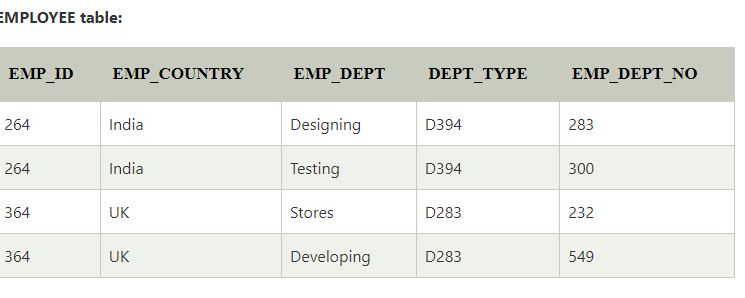 EMPLOYEE table:
EMP_ID EMP_COUNTRY EMP_DEPT DEPT_TYPE EMP_DEPT_NO
264 India Designing D394 283
264 India Testing D394 300
364 UK Stores D283 232
364 UK Developing D283 549